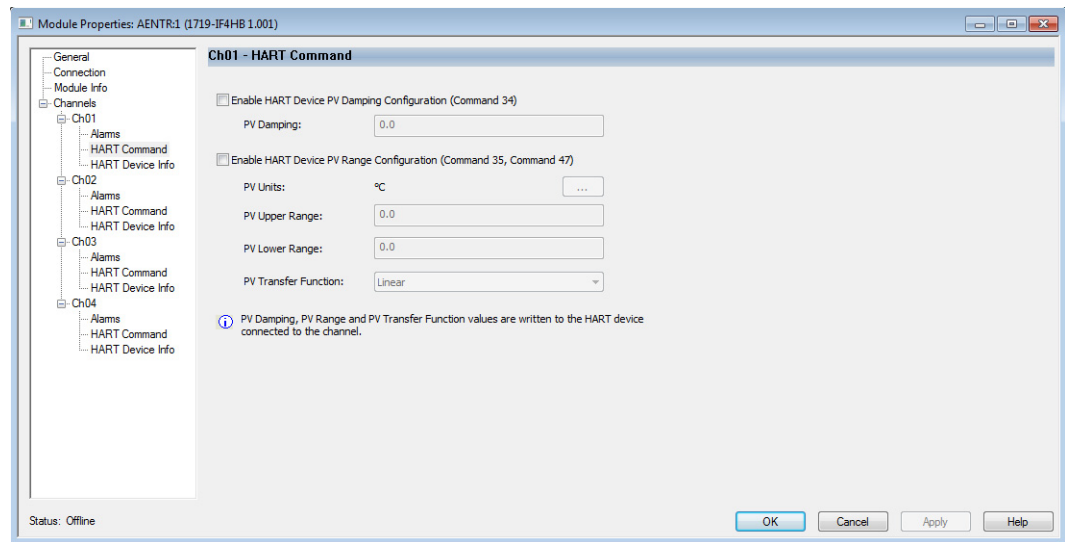 Module Properties: AENTR:1 (1719-IF4HB 1.001)
General
Connection
Module Info
Channels
Ch01
Alarms
HART Command
HART Device Info
Ch02
Alarms
HART Command
HART Device Info
Ch03
Alarms
HART Command
HART Device Info
Ch04
Alarms
HART Command
HART Device Info
Ch01 - HART Command
Enable HART Device PV Damping Configuration (Command 34)
PV Damping: 0.0
Enable HART Device PV Range Configuration (Command 35, Command 47)
PV Units: °C ...
PV Upper Range: 0.0
PV Lower Range: 0.0
PV Transfer Function: Linear
PV Damping, PV Range and PV Transfer Function values are written to the HART device
connected to the channel.
Status: Offline
OK Cancel Apply Help